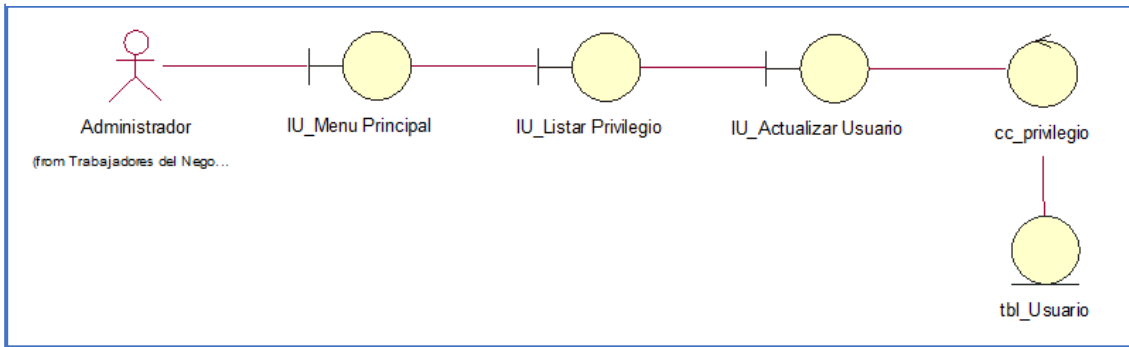 Administrador
(from Trabajadores del Nego...
IU_Menu Principal
IU_Listar Privilegio
IU_Actualizar Usuario
cc_privilegio
tbl_Usuario